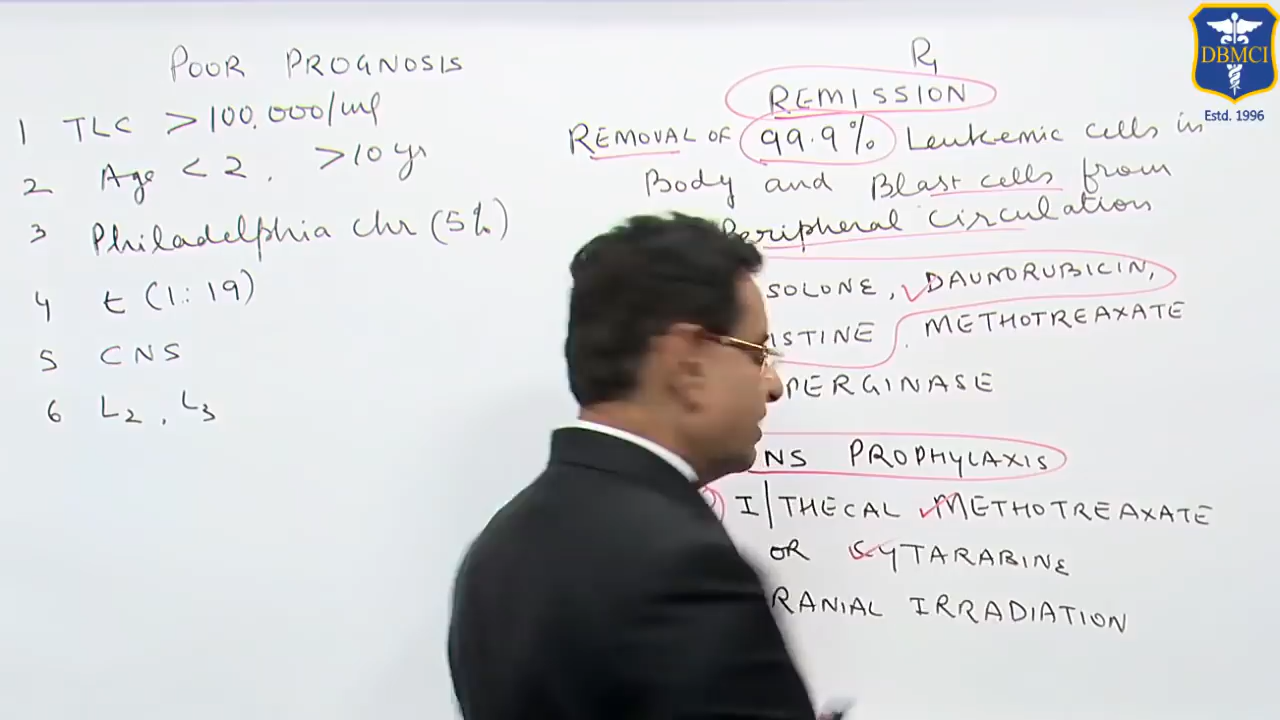 POOR PROGNOSIS
1 TLC >100.000/ml
2 Age < 2, >10 yr
3 Philadelphia chr (5%)
4 t (1:19)
5 CNS
6 L2, L3
R
REMISSION
REMOVAL OF 99.9% Leukemic cells in
Body and Blast cells from
Peripheral Circulation
SOLONE, DAUNORUBICIN,
ISTINE METHOTREAXATE
PERGINASE
NS PROPHYLAXIS
I/THECAL METHOTREAXATE
OR CYTARABINE
RANIAL IRRADIATION
DBMCI
Estd. 1996